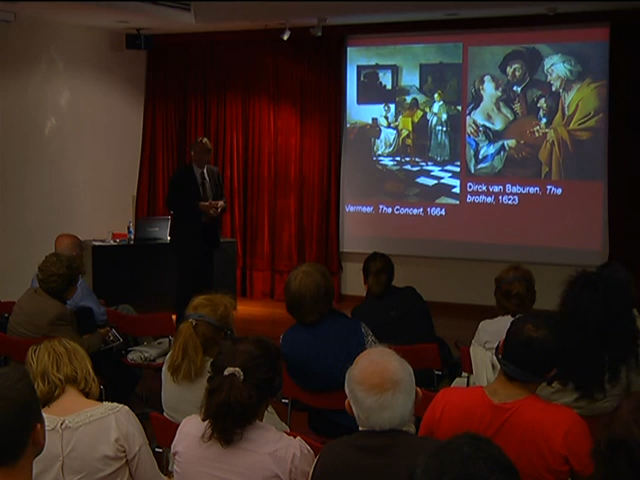 Vermeer, The Concert, 1664
Dirck van Baburen, The
brothel, 1623